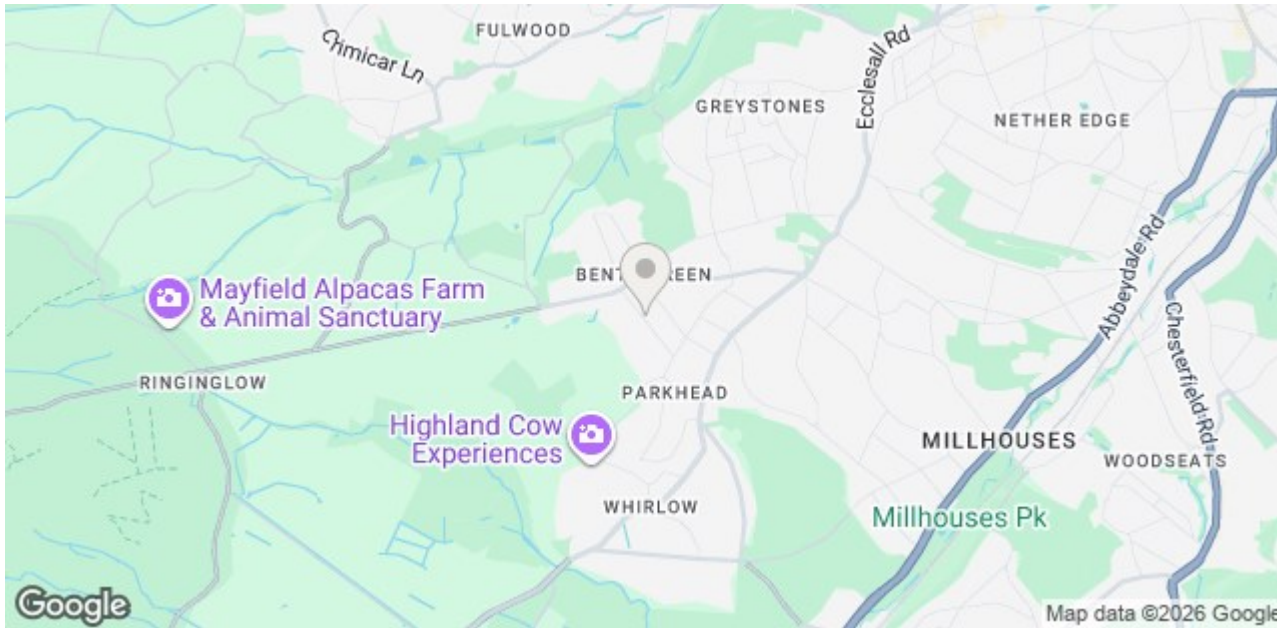 FULWOOD
Chimicar Ln
Ecclesall Rd
GREYSTONES
NETHER EDGE
Mayfield Alpacas Farm
& Animal Sanctuary
Abbeydale Rd
Chesterfield Rd
RINGINGLOW
PARKHEAD
Highland Cow
Experiences
MILLHOUSES
WOODSEATS
WHIRLOW
Millhouses Pk
Google
Map data ©2026 Google